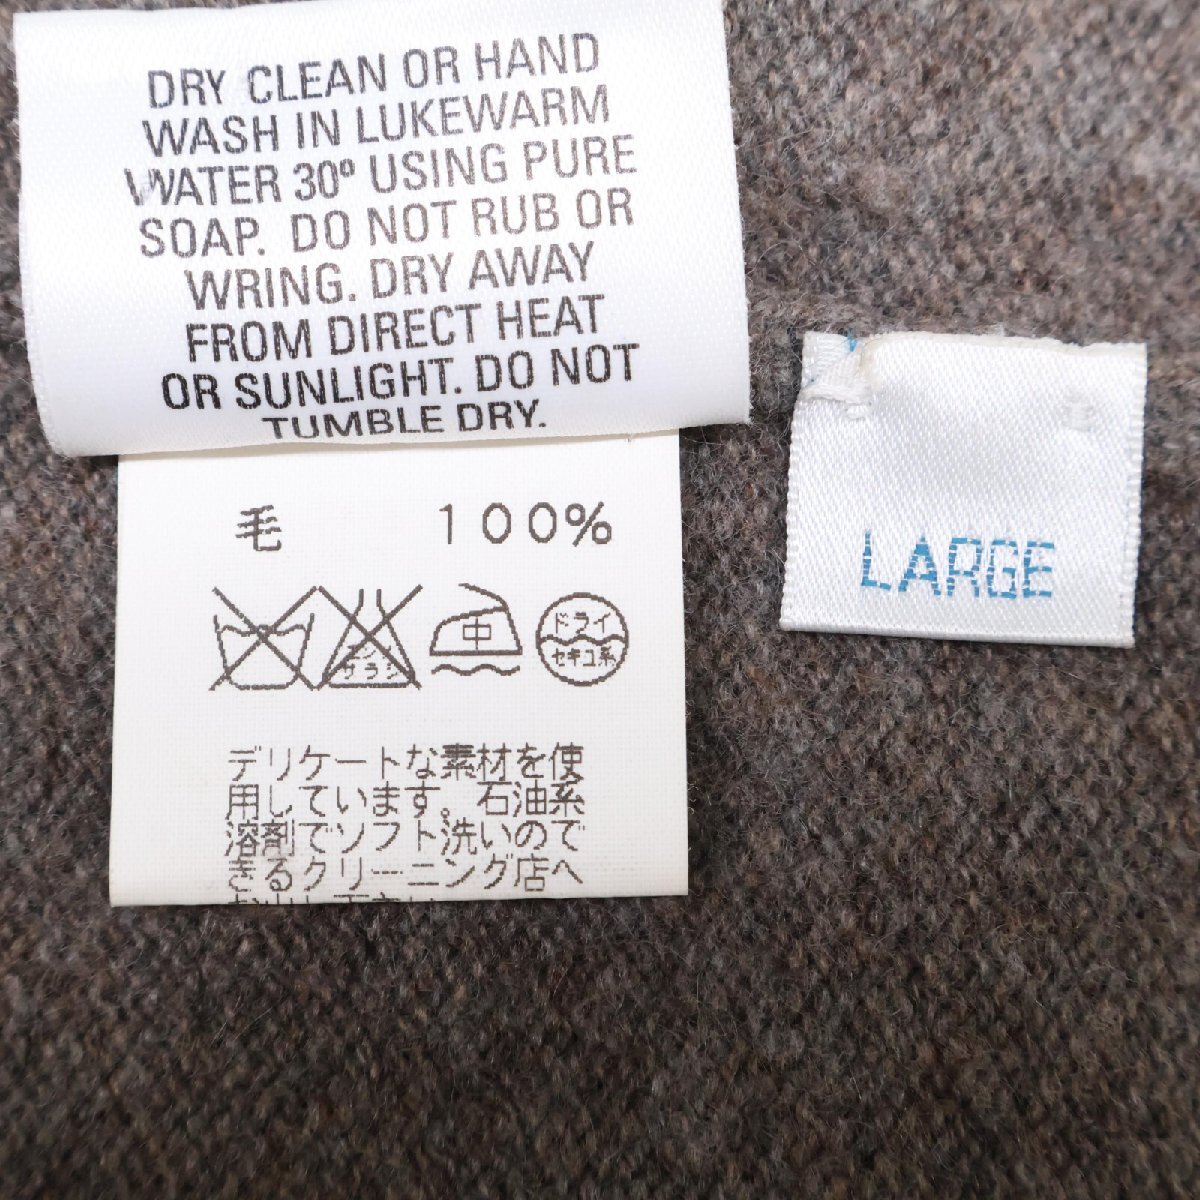 DRY CLEAN OR HAND
WASH IN LUKEWARM
WATER 30º USING PURE
SOAP. DO NOT RUB OR
WRING. DRY AWAY
FROM DIRECT HEAT
OR SUNLIGHT. DO NOT
TUMBLE DRY.
毛 100%
中
ドライ
セキユ系
デリケートな素材を使
用しています。石油系
溶剤でソフト洗いので
きるクリーニング店へ
LARGE